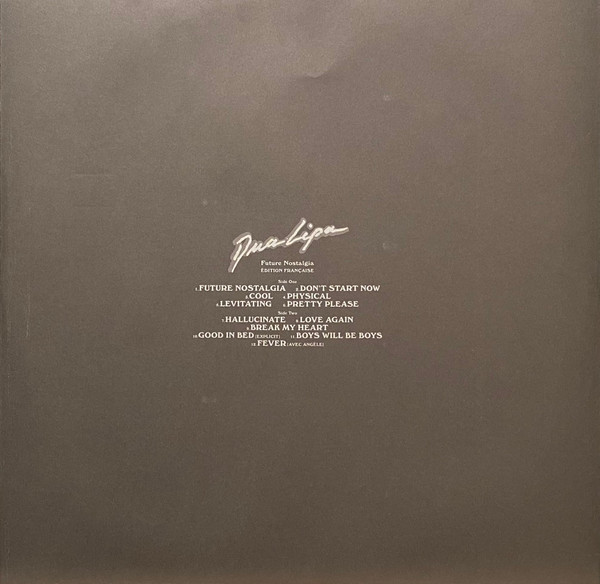 Dua Lipa
Future Nostalgia
ÉDITION FRANÇAISE
Side One
1. FUTURE NOSTALGIA 2. DON'T START NOW
3. COOL 4. PHYSICAL
5. LEVITATING 6. PRETTY PLEASE
Side Two
7. HALLUCINATE 8. LOVE AGAIN
9. BREAK MY HEART
10. GOOD IN BED (EXPLICIT) 11. BOYS WILL BE BOYS
12. FEVER (AVEC ANGÈLE)